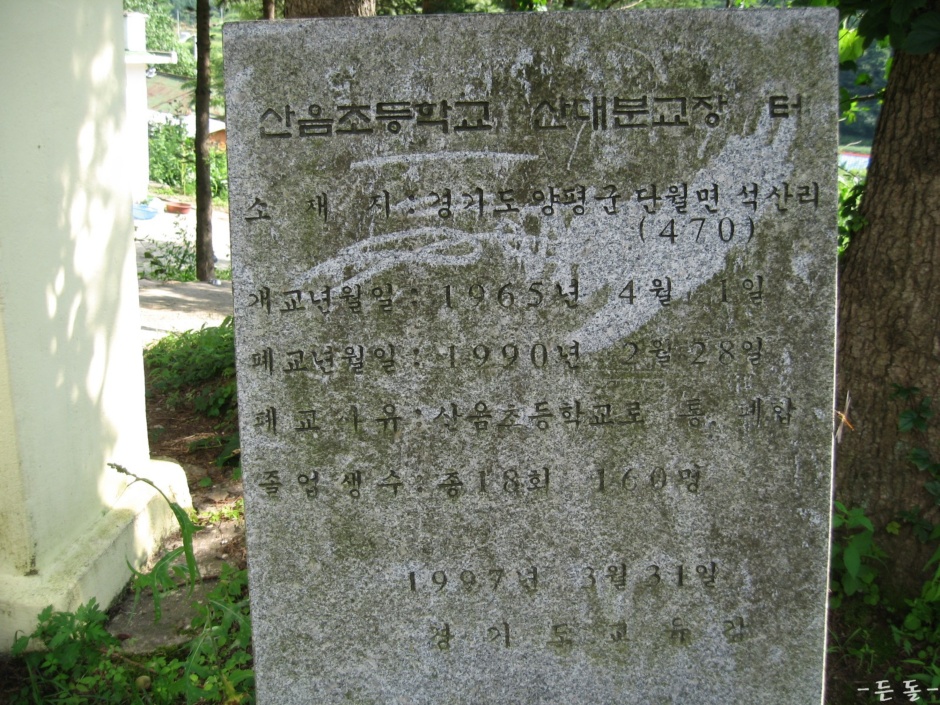 산음초등학교 산대분교장 터
소재지 : 경기도 양평군 단월면 석산리
(470)
개교년월일 : 1965년 4월 1일
폐교년월일 : 1990년 2월 28일
폐교사유 : 산음초등학교로 통.폐합
졸업생수 : 총18회 160명
1997년 3월 31일
경기도교육감
-든돌-